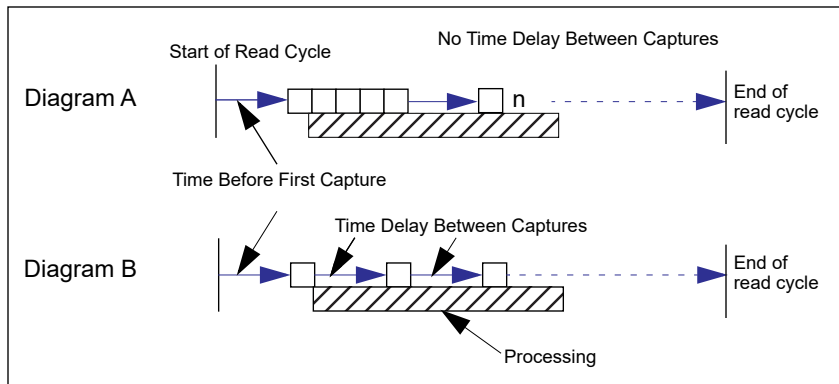 No Time Delay Between Captures
Start of Read Cycle
Diagram A
n
End of
read cycle
Time Before First Capture
Time Delay Between Captures
Diagram B
End of
read cycle
Processing